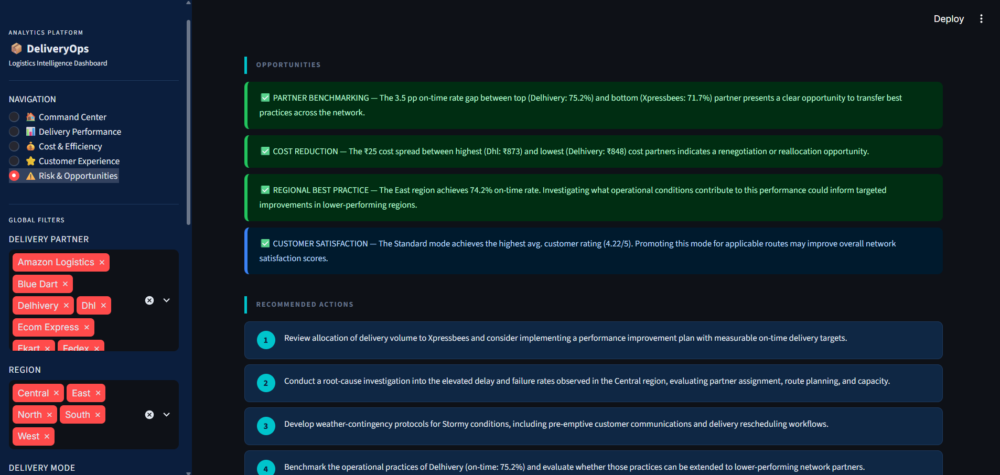 ANALYTICS PLATFORM
📦 DeliveryOps
Logistics Intelligence Dashboard
NAVIGATION
🏠 Command Center
📊 Delivery Performance
💰 Cost & Efficiency
⭐ Customer Experience
⚠️ Risk & Opportunities
GLOBAL FILTERS
DELIVERY PARTNER
Amazon Logistics ×
Blue Dart ×
Delhivery × Dhl ×
Ecom Express ×
Ekart × Fedex ×
REGION
Central × East ×
North × South ×
West ×
DELIVERY MODE
Deploy
OPPORTUNITIES
✅ PARTNER BENCHMARKING — The 3.5 pp on-time rate gap between top (Delhivery: 75.2%) and bottom (Xpressbees: 71.7%) partner presents a clear opportunity to transfer best
practices across the network.
✅ COST REDUCTION — The ₹25 cost spread between highest (Dhl: ₹873) and lowest (Delhivery: ₹848) cost partners indicates a renegotiation or reallocation opportunity.
✅ REGIONAL BEST PRACTICE — The East region achieves 74.2% on-time rate. Investigating what operational conditions contribute to this performance could inform targeted
improvements in lower-performing regions.
✅ CUSTOMER SATISFACTION — The Standard mode achieves the highest avg. customer rating (4.22/5). Promoting this mode for applicable routes may improve overall network
satisfaction scores.
RECOMMENDED ACTIONS
1 Review allocation of delivery volume to Xpressbees and consider implementing a performance improvement plan with measurable on-time delivery targets.
2 Conduct a root-cause investigation into the elevated delay and failure rates observed in the Central region, evaluating partner assignment, route planning, and capacity.
3 Develop weather-contingency protocols for Stormy conditions, including pre-emptive customer communications and delivery rescheduling workflows.
4 Benchmark the operational practices of Delhivery (on-time: 75.2%) and evaluate whether those practices can be extended to lower-performing network partners.